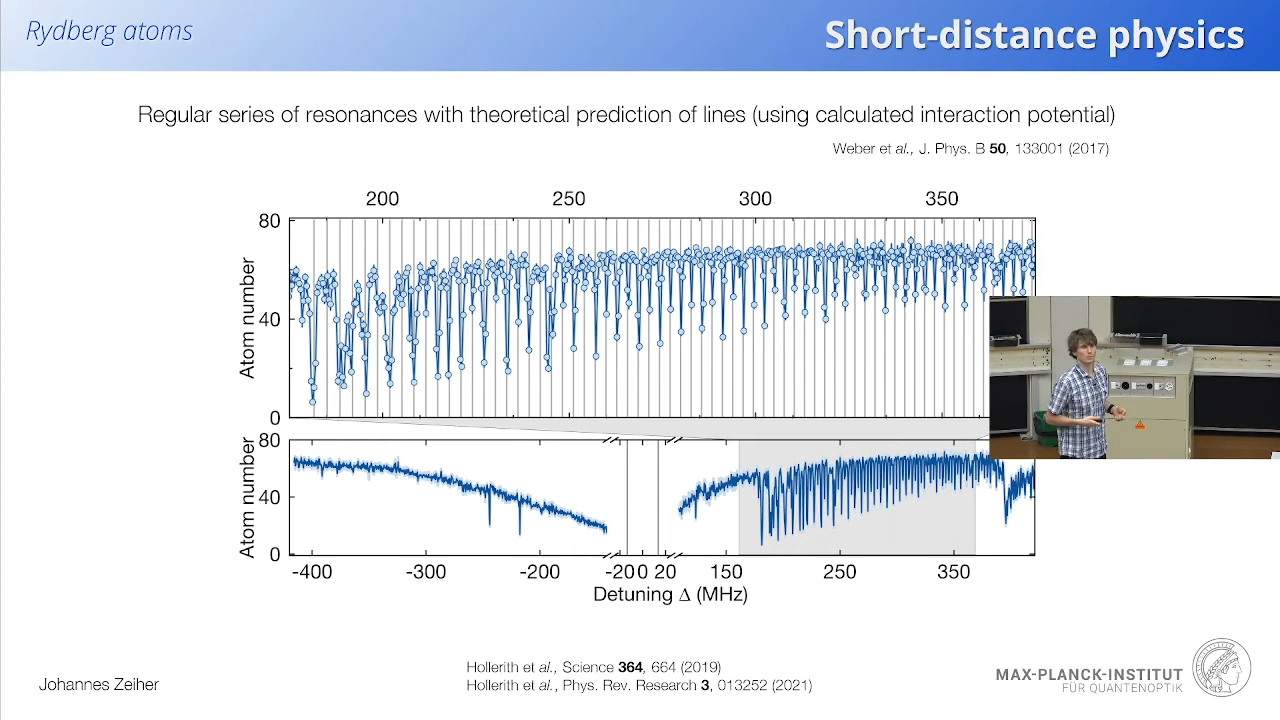 Rydberg atoms
Short-distance physics
Regular series of resonances with theoretical prediction of lines (using calculated interaction potential)
Weber et al., J. Phys. B 50, 133001 (2017)
200 250 300 350
80
40
0
Atom number
80
40
0
Atom number
-400 -300 -200 -20 0 20 150 250 350
Detuning Δ (MHz)
Hollerith et al., Science 364, 664 (2019)
Hollerith et al., Phys. Rev. Research 3, 013252 (2021)
Johannes Zeiher
MAX-PLANCK-INSTITUT
FÜR QUANTENOPTIK